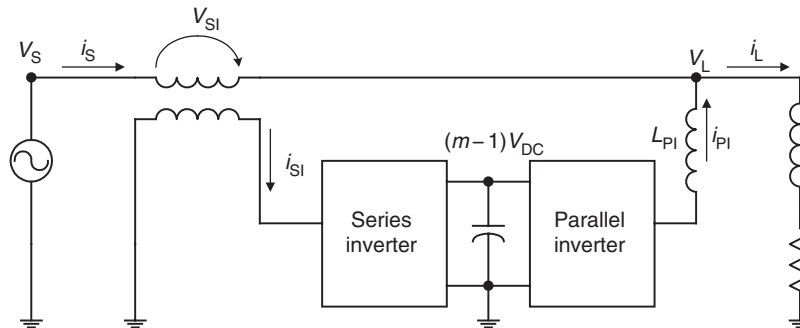 V_SI
V_S
i_S
V_L
i_L
(m−1)V_DC
L_PI
i_PI
i_SI
Series
inverter
Parallel
inverter